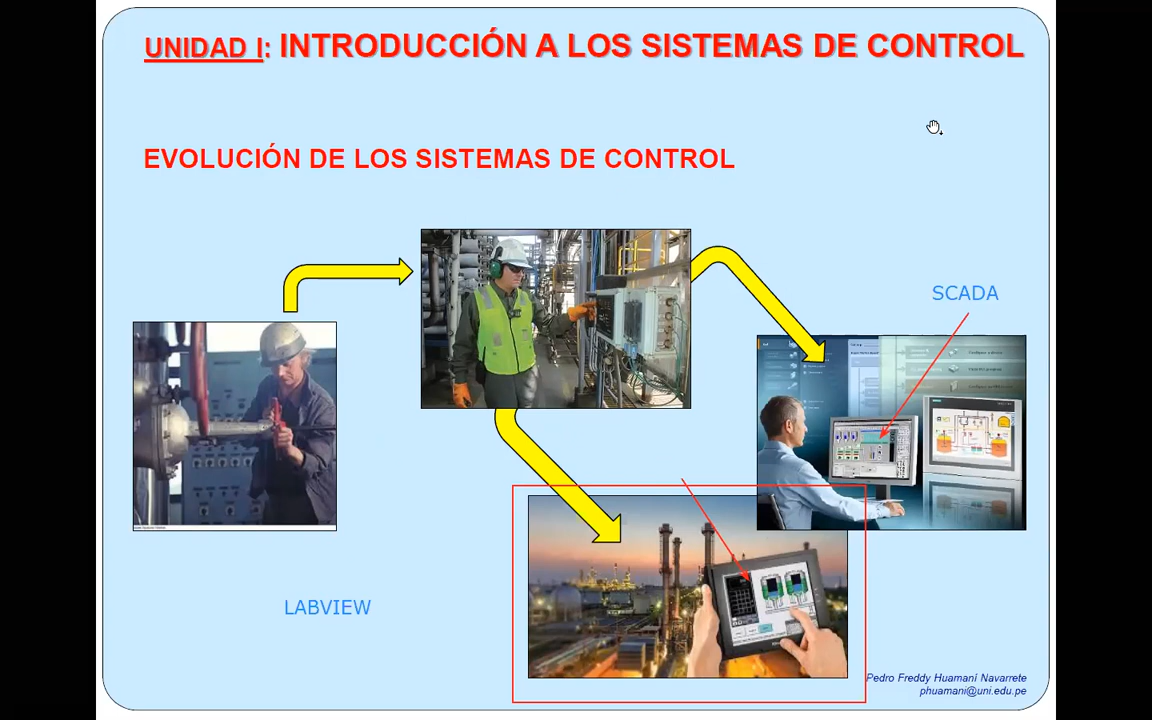 UNIDAD I: INTRODUCCIÓN A LOS SISTEMAS DE CONTROL
EVOLUCIÓN DE LOS SISTEMAS DE CONTROL
SCADA
LABVIEW
Pedro Freddy Huamaní Navarrete
phuamani@uni.edu.pe